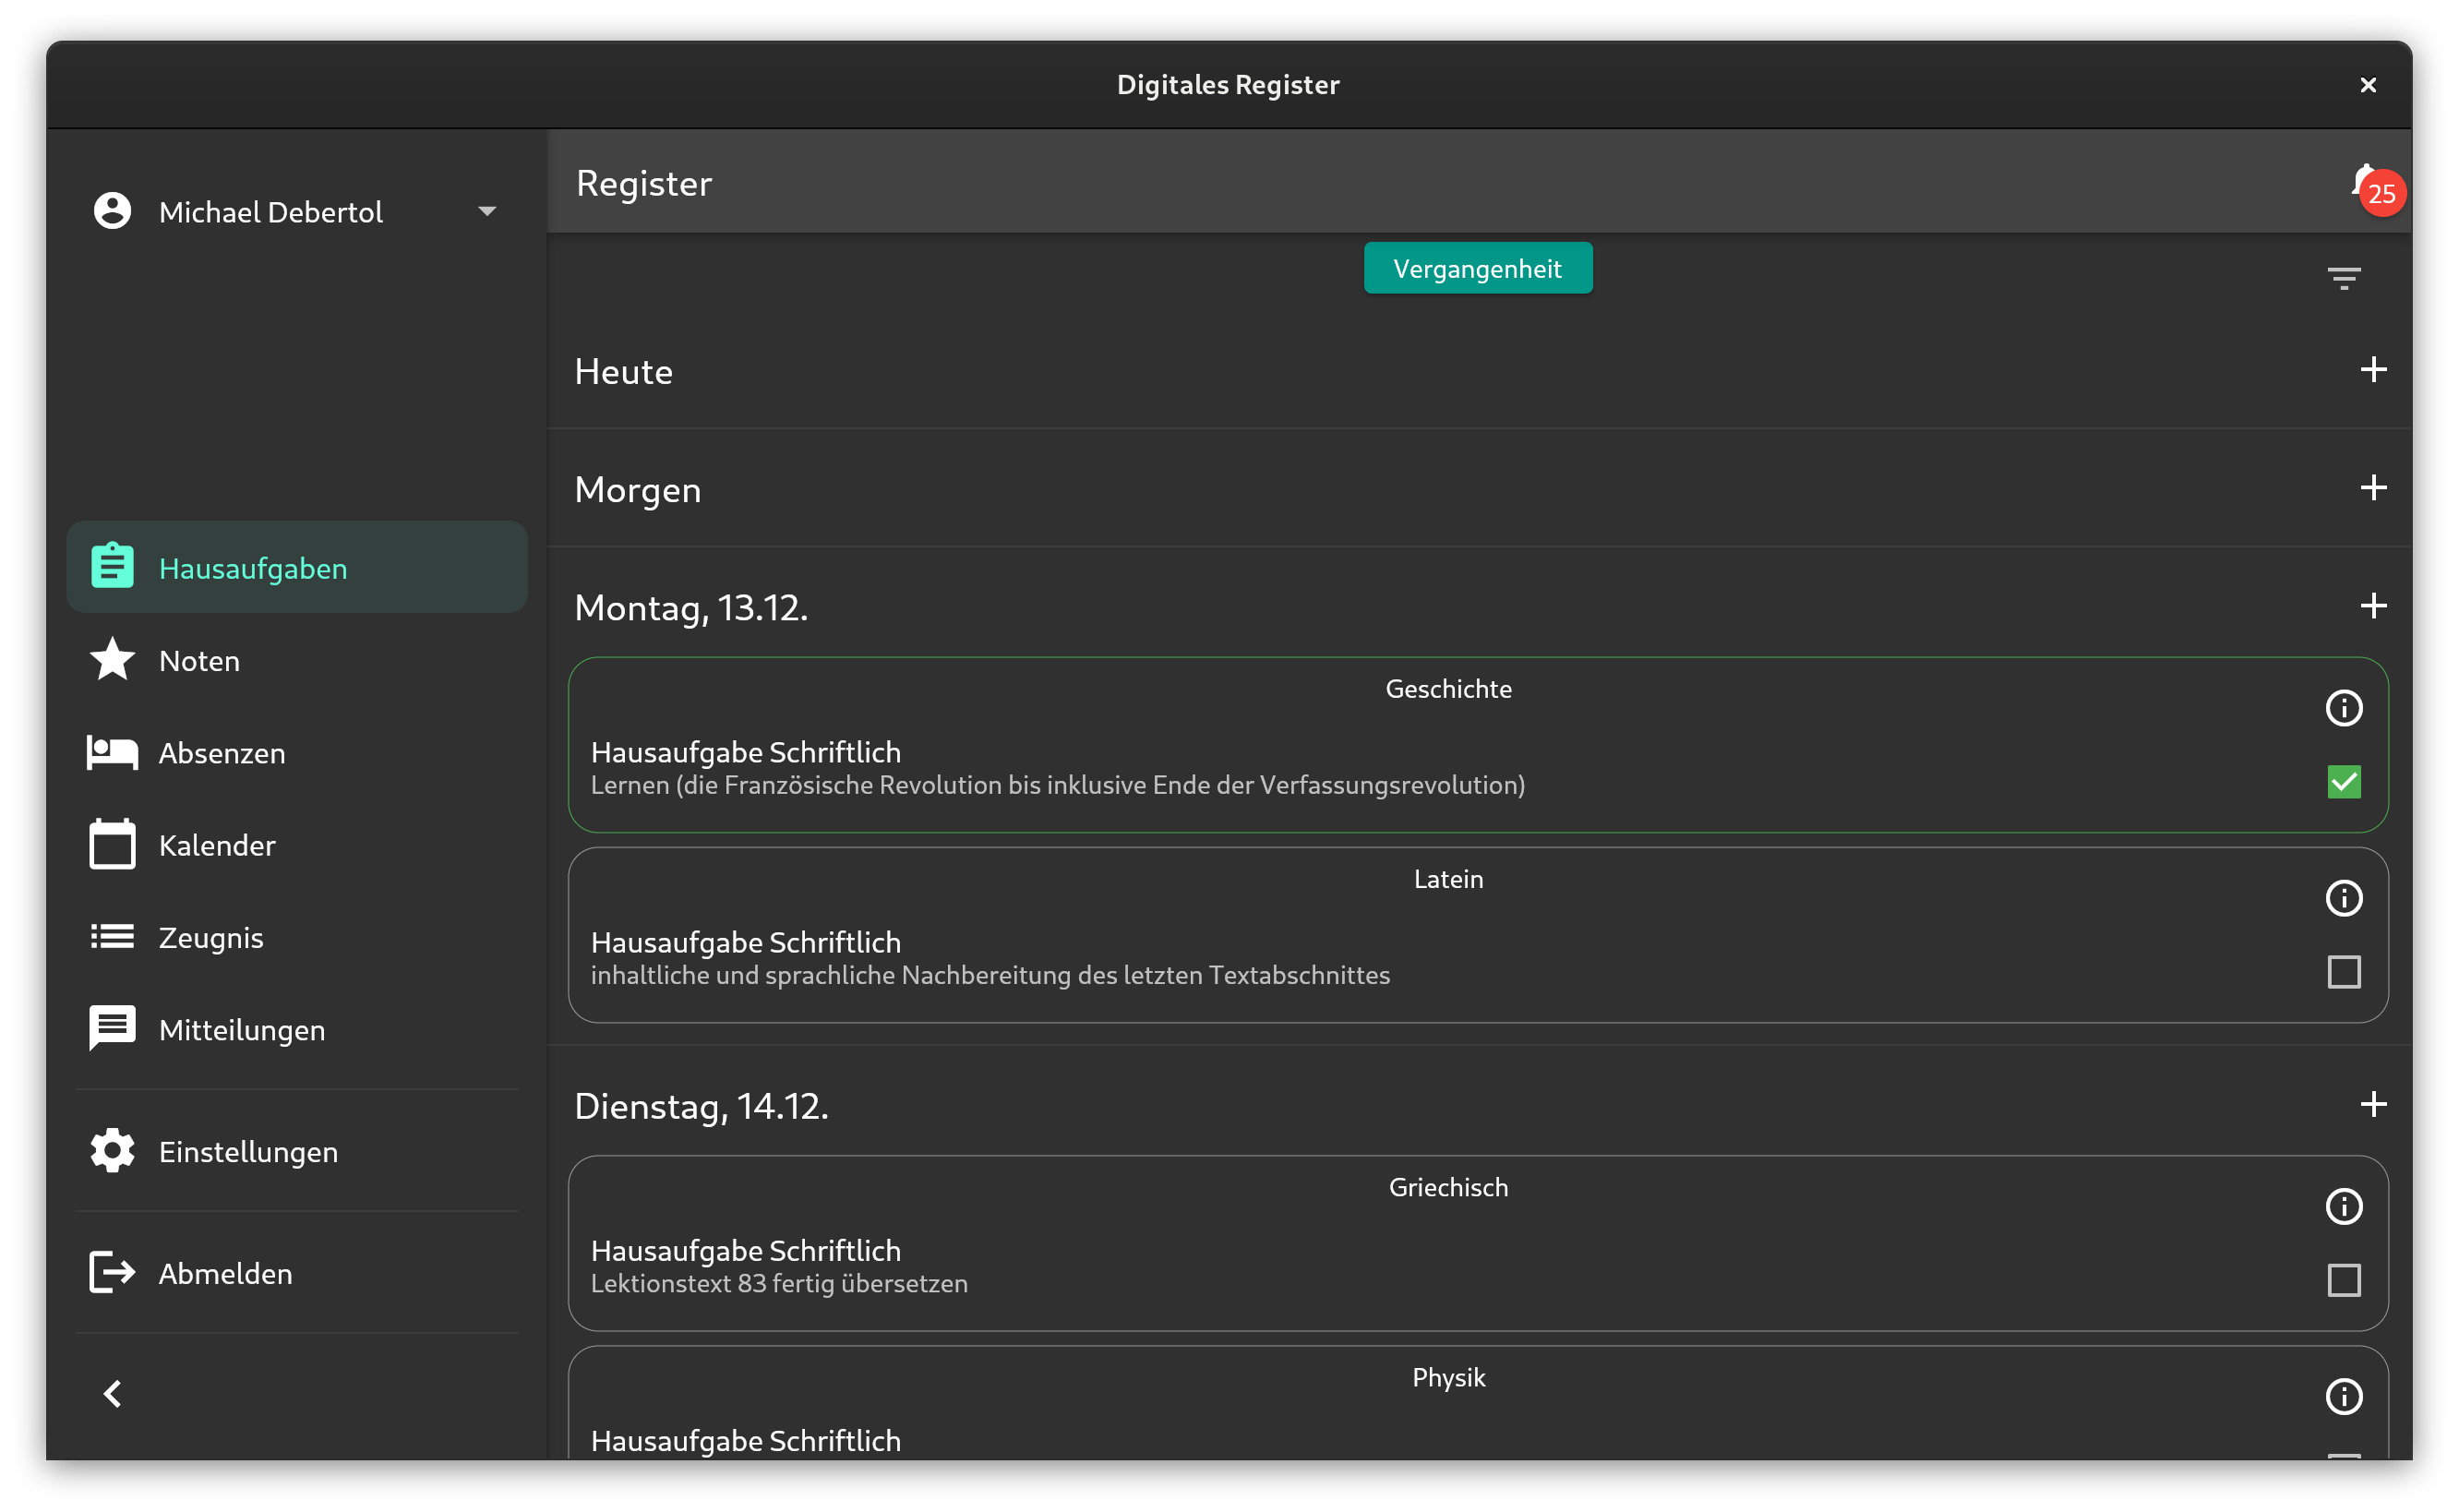 Digitales Register
Michael Debertol
Hausaufgaben
Noten
Absenzen
Kalender
Zeugnis
Mitteilungen
Einstellungen
Abmelden
Register
25
Vergangenheit
Heute
Morgen
Montag, 13.12.
Geschichte
Hausaufgabe Schriftlich
Lernen (die Französische Revolution bis inklusive Ende der Verfassungsrevolution)
Latein
Hausaufgabe Schriftlich
inhaltliche und sprachliche Nachbereitung des letzten Textabschnittes
Dienstag, 14.12.
Griechisch
Hausaufgabe Schriftlich
Lektionstext 83 fertig übersetzen
Physik
Hausaufgabe Schriftlich